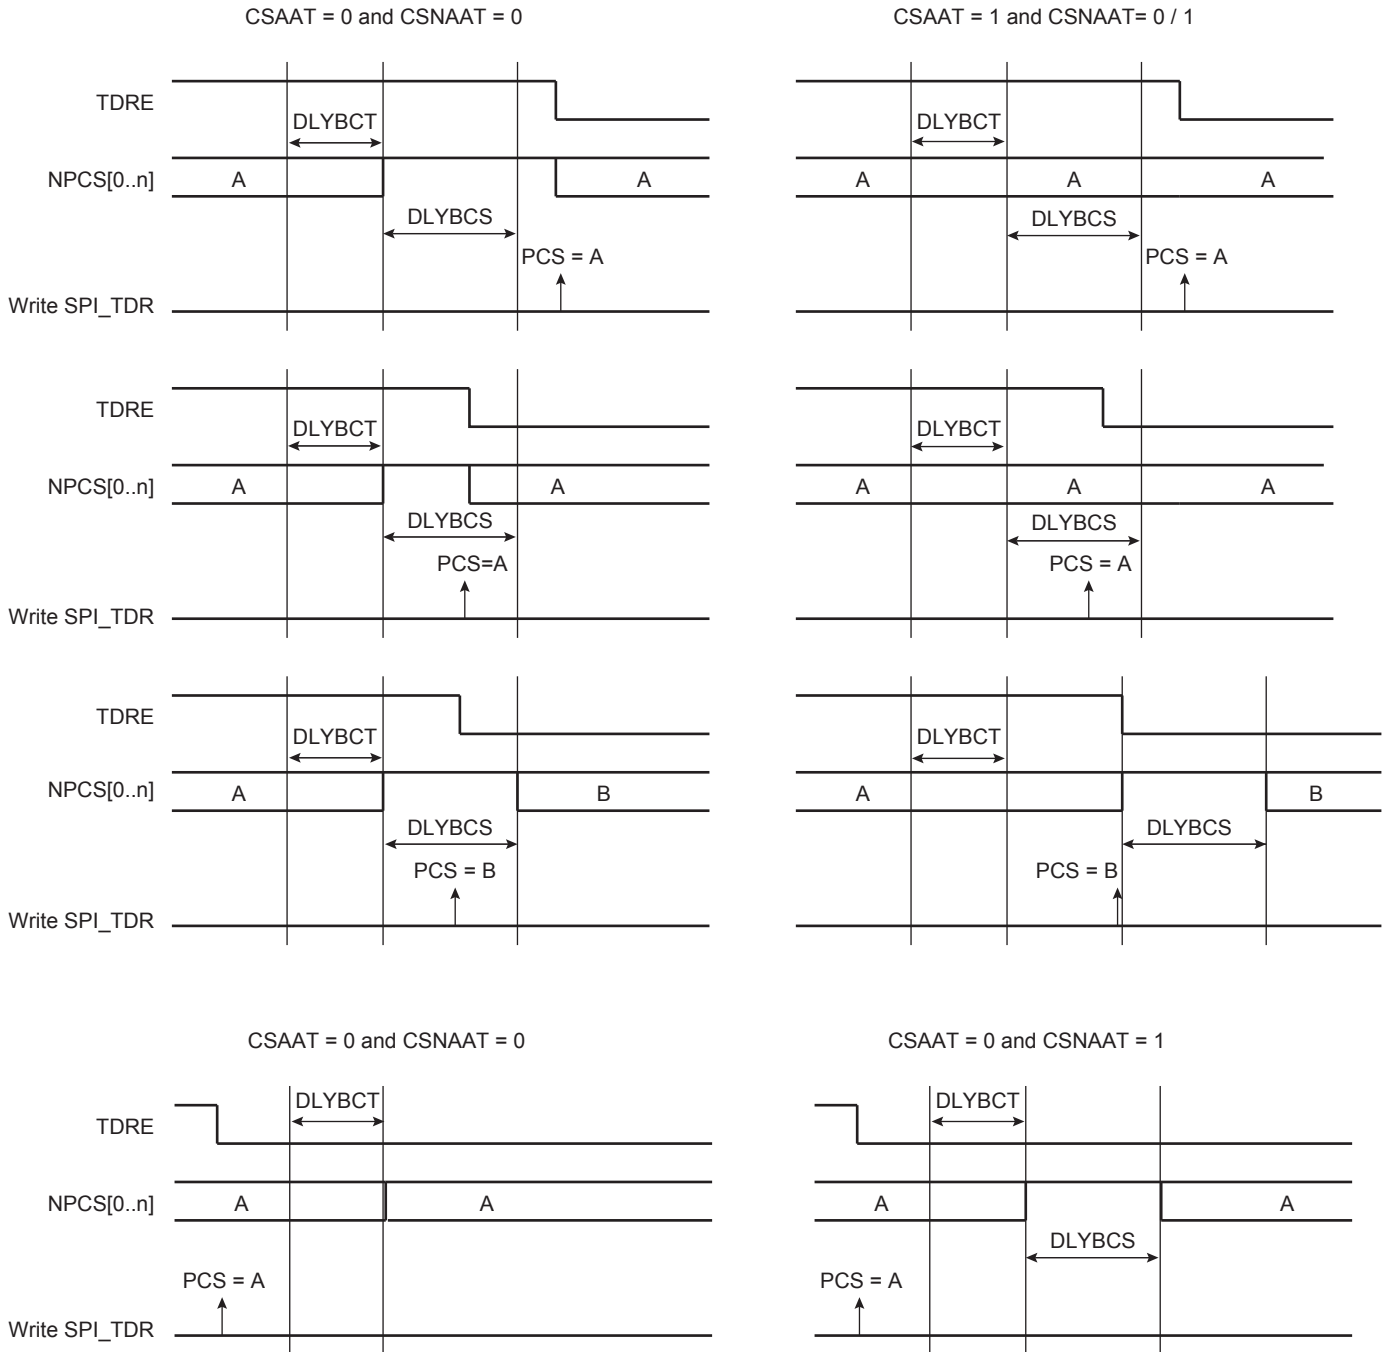 CSAAT = 0 and CSNAAT = 0
CSAAT = 1 and CSNAAT= 0 / 1
TDRE
DLYBCT
DLYBCT
NPCS[0..n]
A
A
A
A
A
DLYBCS
DLYBCS
PCS = A
PCS = A
Write SPI_TDR
TDRE
DLYBCT
DLYBCT
NPCS[0..n]
A
A
A
A
A
DLYBCS
DLYBCS
PCS=A
PCS = A
Write SPI_TDR
TDRE
DLYBCT
DLYBCT
NPCS[0..n]
A
B
A
B
DLYBCS
DLYBCS
PCS = B
PCS = B
Write SPI_TDR
CSAAT = 0 and CSNAAT = 0
CSAAT = 0 and CSNAAT = 1
DLYBCT
DLYBCT
TDRE
NPCS[0..n]
A
A
A
A
DLYBCS
PCS = A
PCS = A
Write SPI_TDR